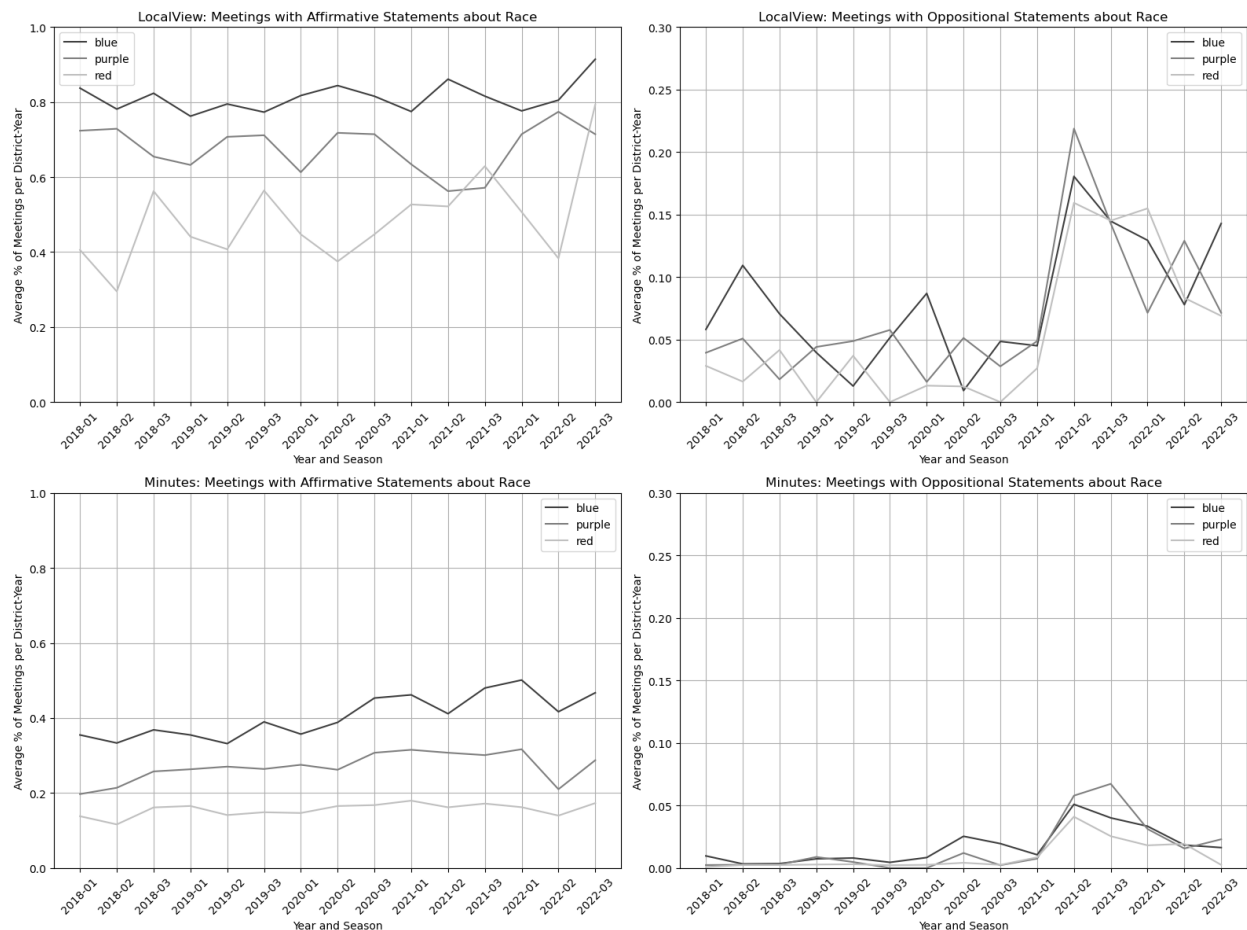 LocalView: Meetings with Affirmative Statements about Race
Average % of Meetings per District-Year
1.0
0.8
0.6
0.4
0.2
0.0
blue
purple
red
2018-01 2018-02 2018-03 2019-01 2019-02 2019-03 2020-01 2020-02 2020-03 2021-01 2021-02 2021-03 2022-01 2022-02 2022-03
Year and Season
LocalView: Meetings with Oppositional Statements about Race
Average % of Meetings per District-Year
0.30
0.25
0.20
0.15
0.10
0.05
0.00
blue
purple
red
2018-01 2018-02 2018-03 2019-01 2019-02 2019-03 2020-01 2020-02 2020-03 2021-01 2021-02 2021-03 2022-01 2022-02 2022-03
Year and Season
Minutes: Meetings with Affirmative Statements about Race
Average % of Meetings per District-Year
1.0
0.8
0.6
0.4
0.2
0.0
blue
purple
red
2018-01 2018-02 2018-03 2019-01 2019-02 2019-03 2020-01 2020-02 2020-03 2021-01 2021-02 2021-03 2022-01 2022-02 2022-03
Year and Season
Minutes: Meetings with Oppositional Statements about Race
Average % of Meetings per District-Year
0.30
0.25
0.20
0.15
0.10
0.05
0.00
blue
purple
red
2018-01 2018-02 2018-03 2019-01 2019-02 2019-03 2020-01 2020-02 2020-03 2021-01 2021-02 2021-03 2022-01 2022-02 2022-03
Year and Season